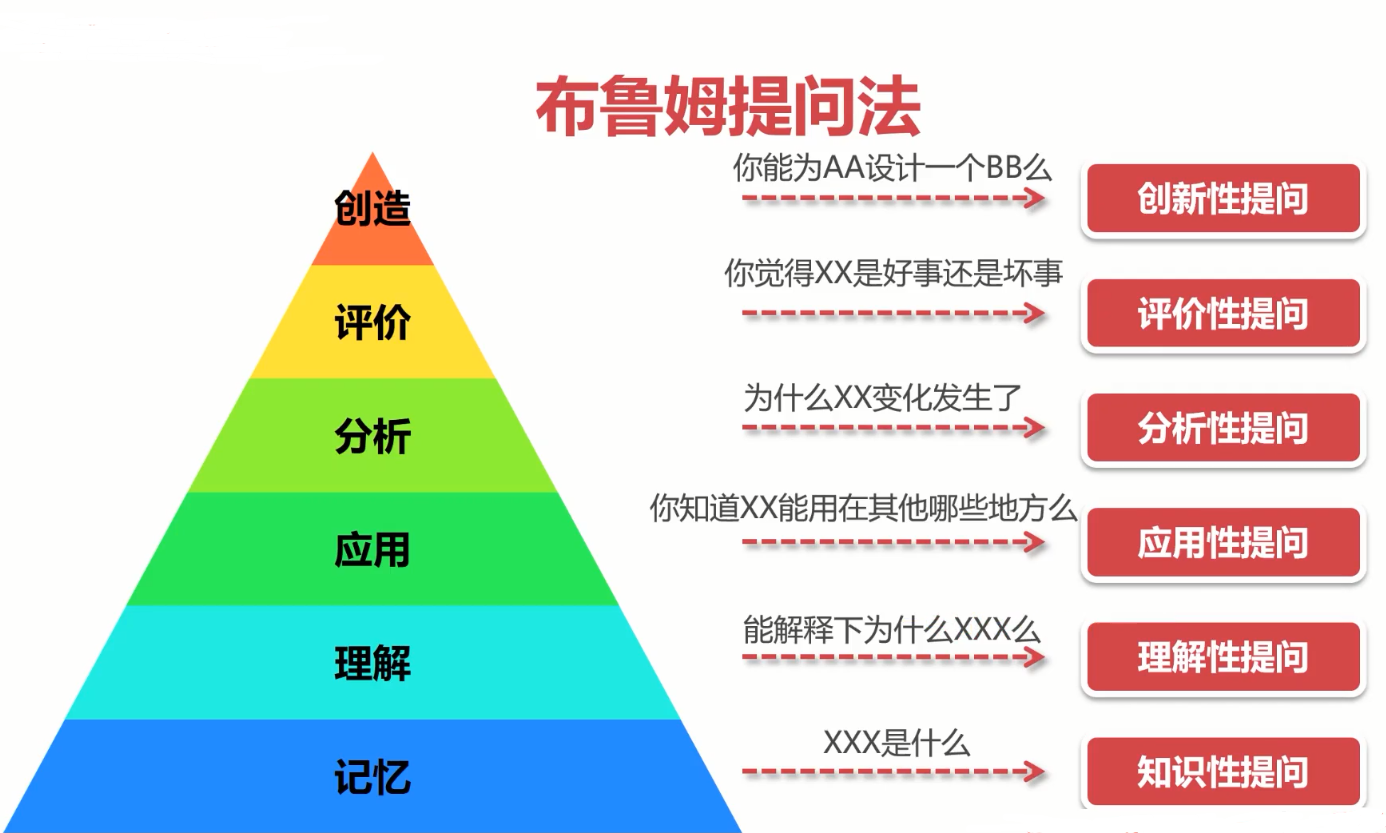 布鲁姆提问法
创造
你能为AA设计一个BB么
创新性提问
评价
你觉得XX是好事还是坏事
评价性提问
分析
为什么XX变化发生了
分析性提问
应用
你知道XX能用在其他哪些地方么
应用性提问
理解
能解释下为什么XXX么
理解性提问
记忆
XXX是什么
知识性提问